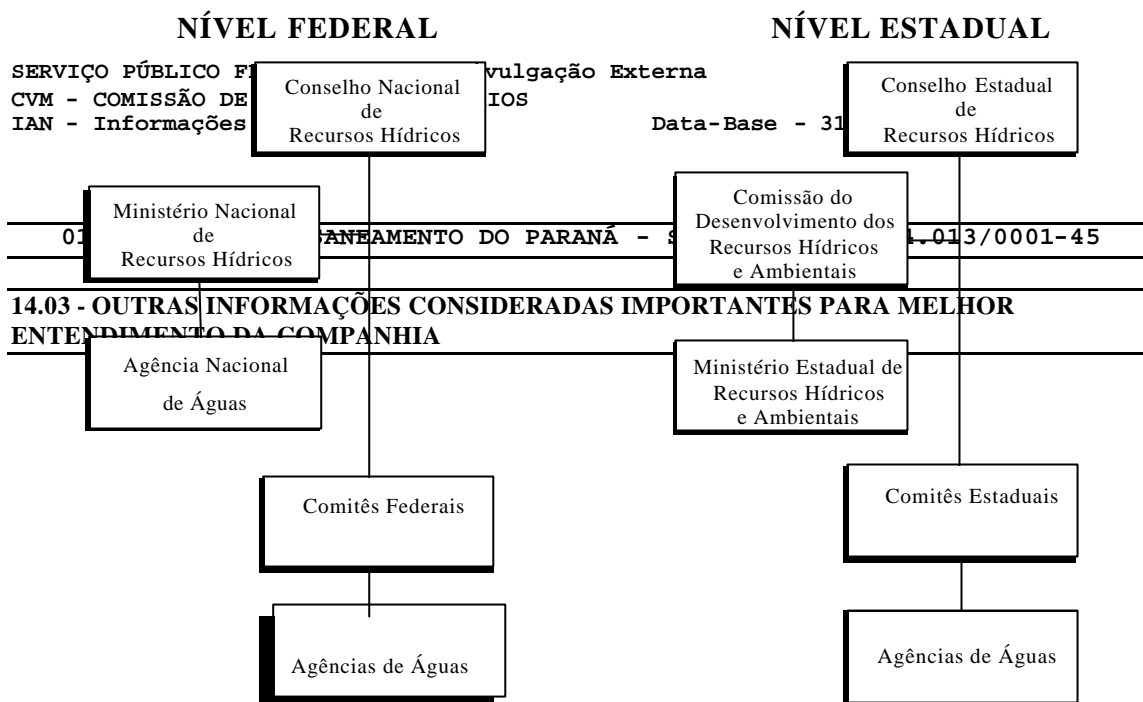 NÍVEL FEDERAL
NÍVEL ESTADUAL
SERVIÇO PÚBLICO
vulgação Externa
CVM - COMISSÃO DE
IAN - Informações
Data-Base - 31
Conselho Nacional
de
Recursos Hídricos
Conselho Estadual
de
Recursos Hídricos
Ministério Nacional
de
Recursos Hídricos
Comissão do
Desenvolvimento dos
Recursos Hídricos
e Ambientais
01
SANEAMENTO DO PARANÁ - S
.013/0001-45
14.03 - OUTRAS INFORMAÇÕES CONSIDERADAS IMPORTANTES PARA MELHOR
ENTENDIMENTO DA COMPANHIA
Agência Nacional
de Águas
Ministério Estadual de
Recursos Hídricos
e Ambientais
Comitês Federais
Comitês Estaduais
Agências de Águas
Agências de Águas